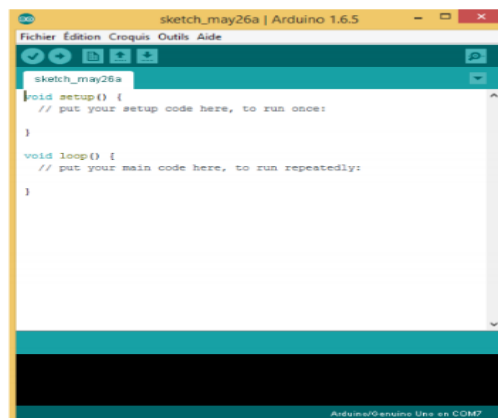 sketch_may26a | Arduino 1.6.5
Fichier Édition Croquis Outils Aide
sketch_may26a
void setup() {
// put your setup code here, to run once:
}
void loop() {
// put your main code here, to run repeatedly:
}
Arduino/Genuino Uno on COM7